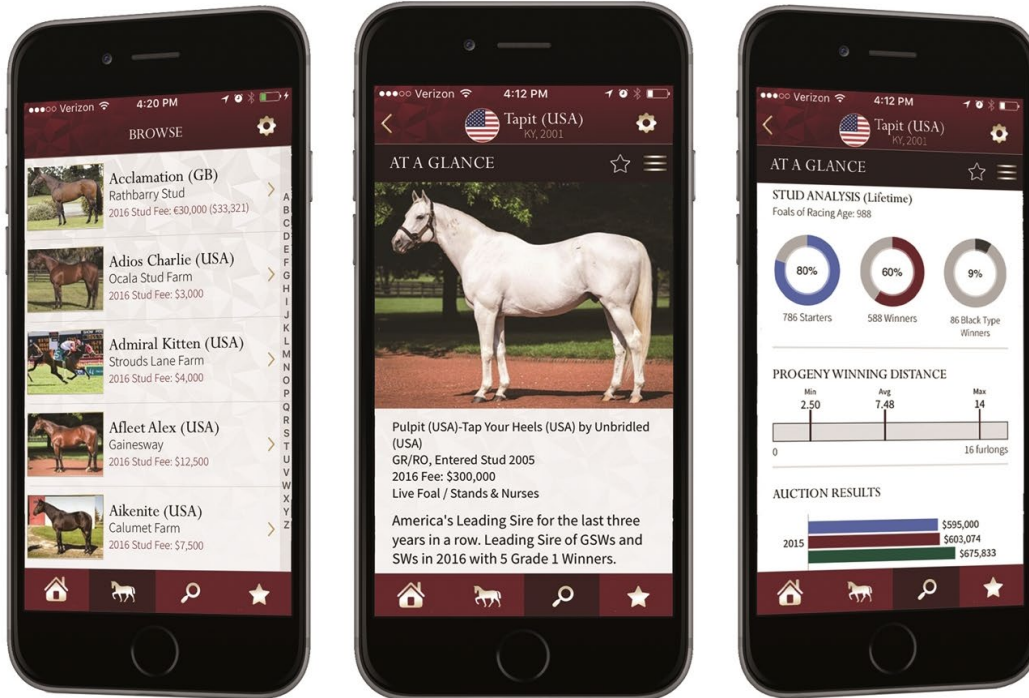 Verizon 4:20 PM
BROWSE
Acclamation (GB)
Rathbarry Stud
2016 Stud Fee: €30,000 ($33,321)
Adios Charlie (USA)
Ocala Stud Farm
2016 Stud Fee: $3,000
Admiral Kitten (USA)
Strouds Lane Farm
2016 Stud Fee: $4,000
Afleet Alex (USA)
Gainesway
2016 Stud Fee: $12,500
Aikenite (USA)
Calumet Farm
2016 Stud Fee: $7,500
A
B
C
D
E
F
G
H
I
J
K
L
M
N
O
P
Q
R
S
T
U
V
W
X
Y
Z
Verizon 4:12 PM
Tapit (USA)
KY, 2001
AT A GLANCE
Pulpit (USA)-Tap Your Heels (USA) by Unbridled
(USA)
GR/RO, Entered Stud 2005
2016 Fee: $300,000
Live Foal / Stands & Nurses
America's Leading Sire for the last three
years in a row. Leading Sire of GSWs and
SWs in 2016 with 5 Grade 1 Winners.
Verizon 4:12 PM
Tapit (USA)
KY, 2001
AT A GLANCE
STUD ANALYSIS (Lifetime)
Foals of Racing Age: 988
80% 60% 9%
786 Starters 588 Winners 86 Black Type
Winners
PROGENY WINNING DISTANCE
Min Avg Max
2.50 7.48 14
0 16 furlongs
AUCTION RESULTS
$595,000
2015 $603,074
$675,833